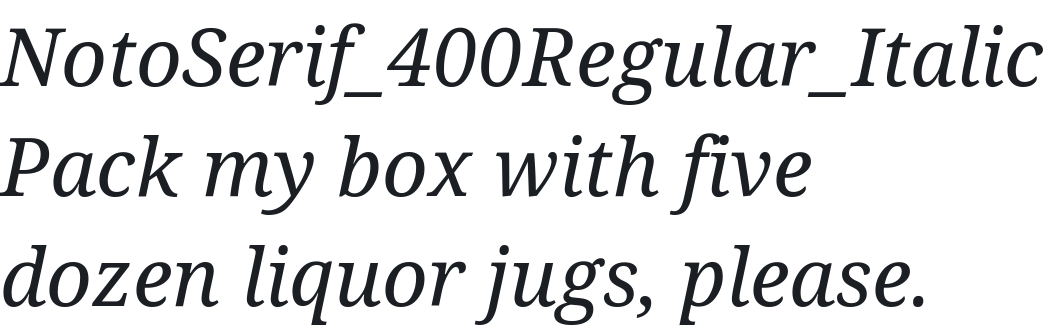 NotoSerif_400Regular_Italic
Pack my box with five
dozen liquor jugs, please.